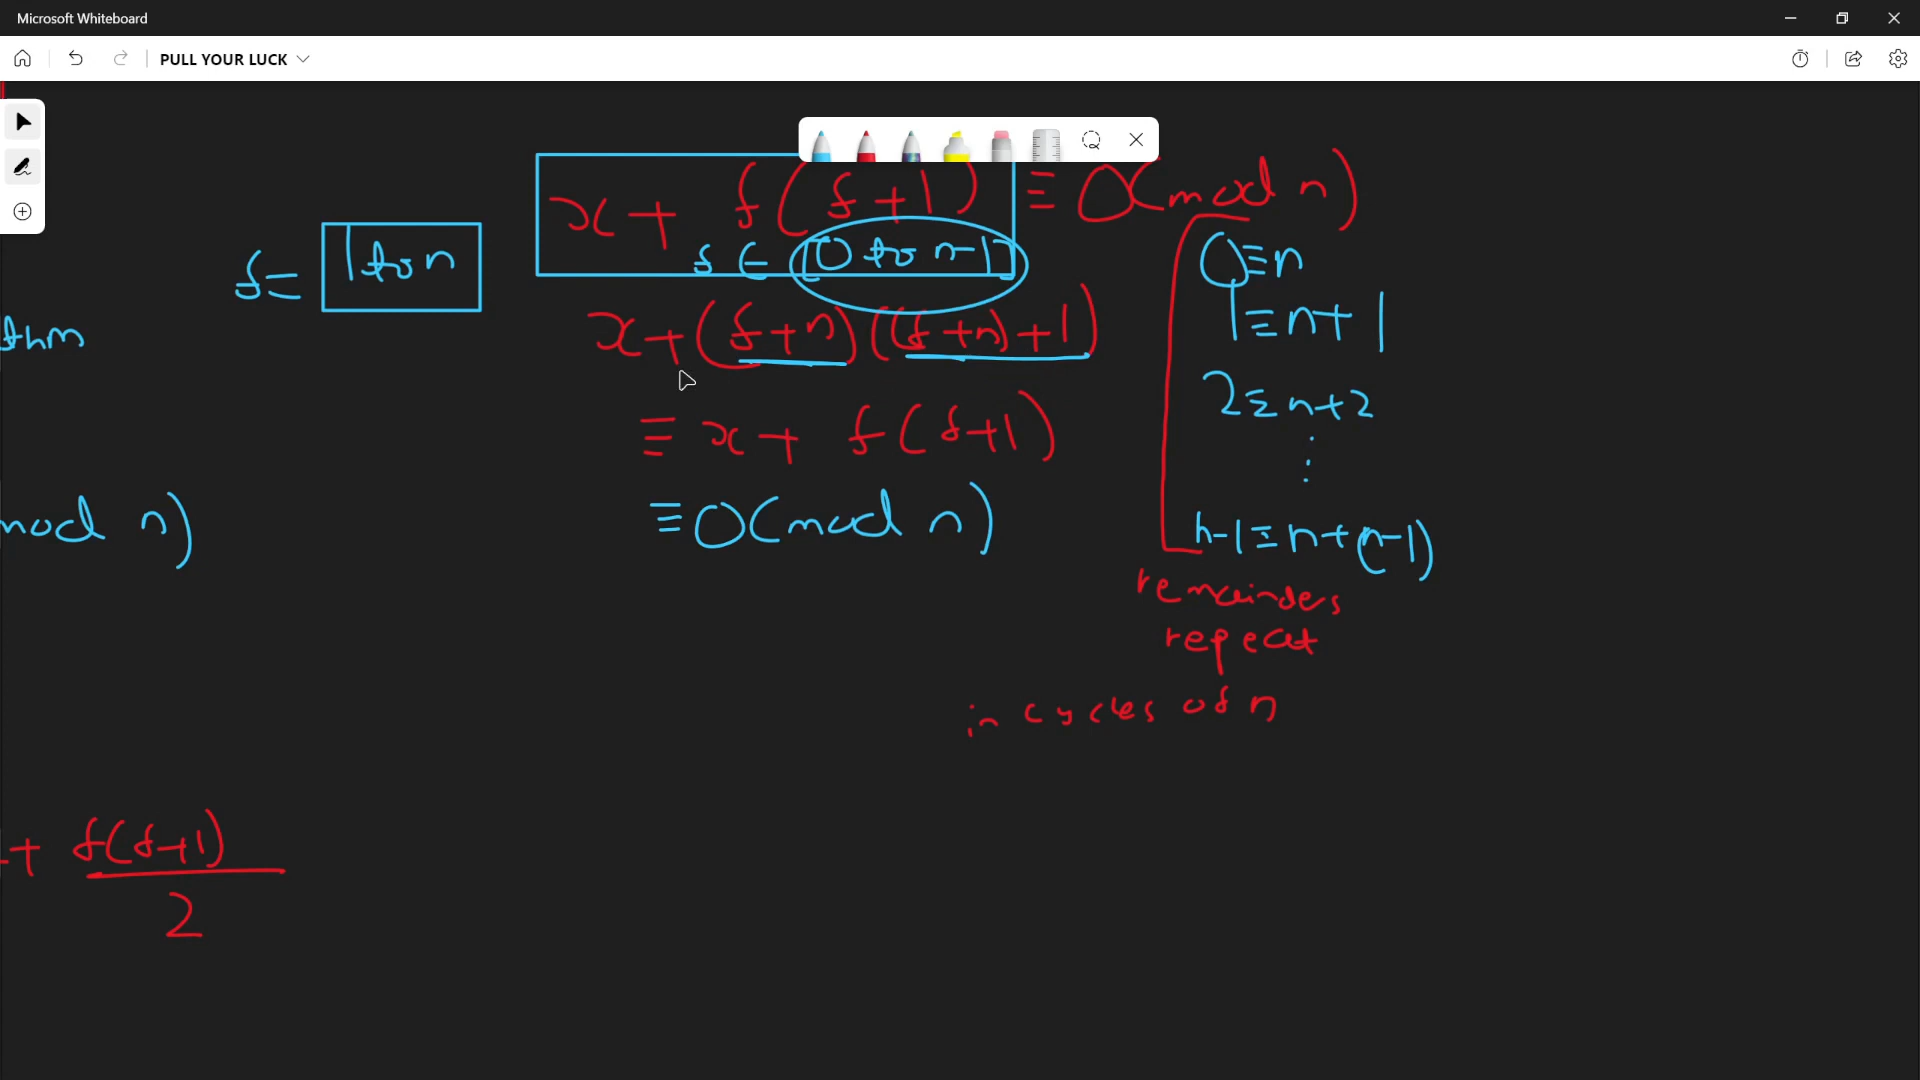 Microsoft Whiteboard
PULL YOUR LUCK
x + f(f+1) ≡ 0(mod n)
f ∈ [0 to n-1]
f = 1 to n
0 ≡ n
1 ≡ n+1
x + (f+n)((f+n)+1)
thm
2 ≡ n+2
≡ x + f(f+1)
⋮
≡ 0(mod n)
mod n)
n-1 ≡ n+(n-1)
remainders
repeat
in cycles of n
+ f(f+1)
2